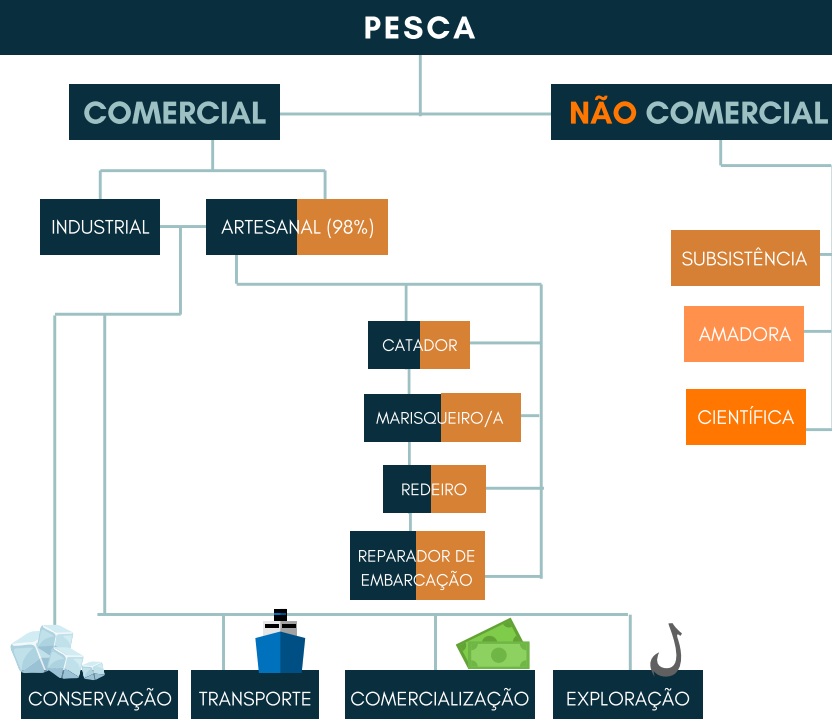 PESCA
COMERCIAL
NÃO COMERCIAL
INDUSTRIAL
ARTESANAL (98%)
SUBSISTÊNCIA
AMADORA
CIENTÍFICA
CATADOR
MARISQUEIRO/A
REDEIRO
REPARADOR DE
EMBARCAÇÃO
CONSERVAÇÃO
TRANSPORTE
COMERCIALIZAÇÃO
EXPLORAÇÃO